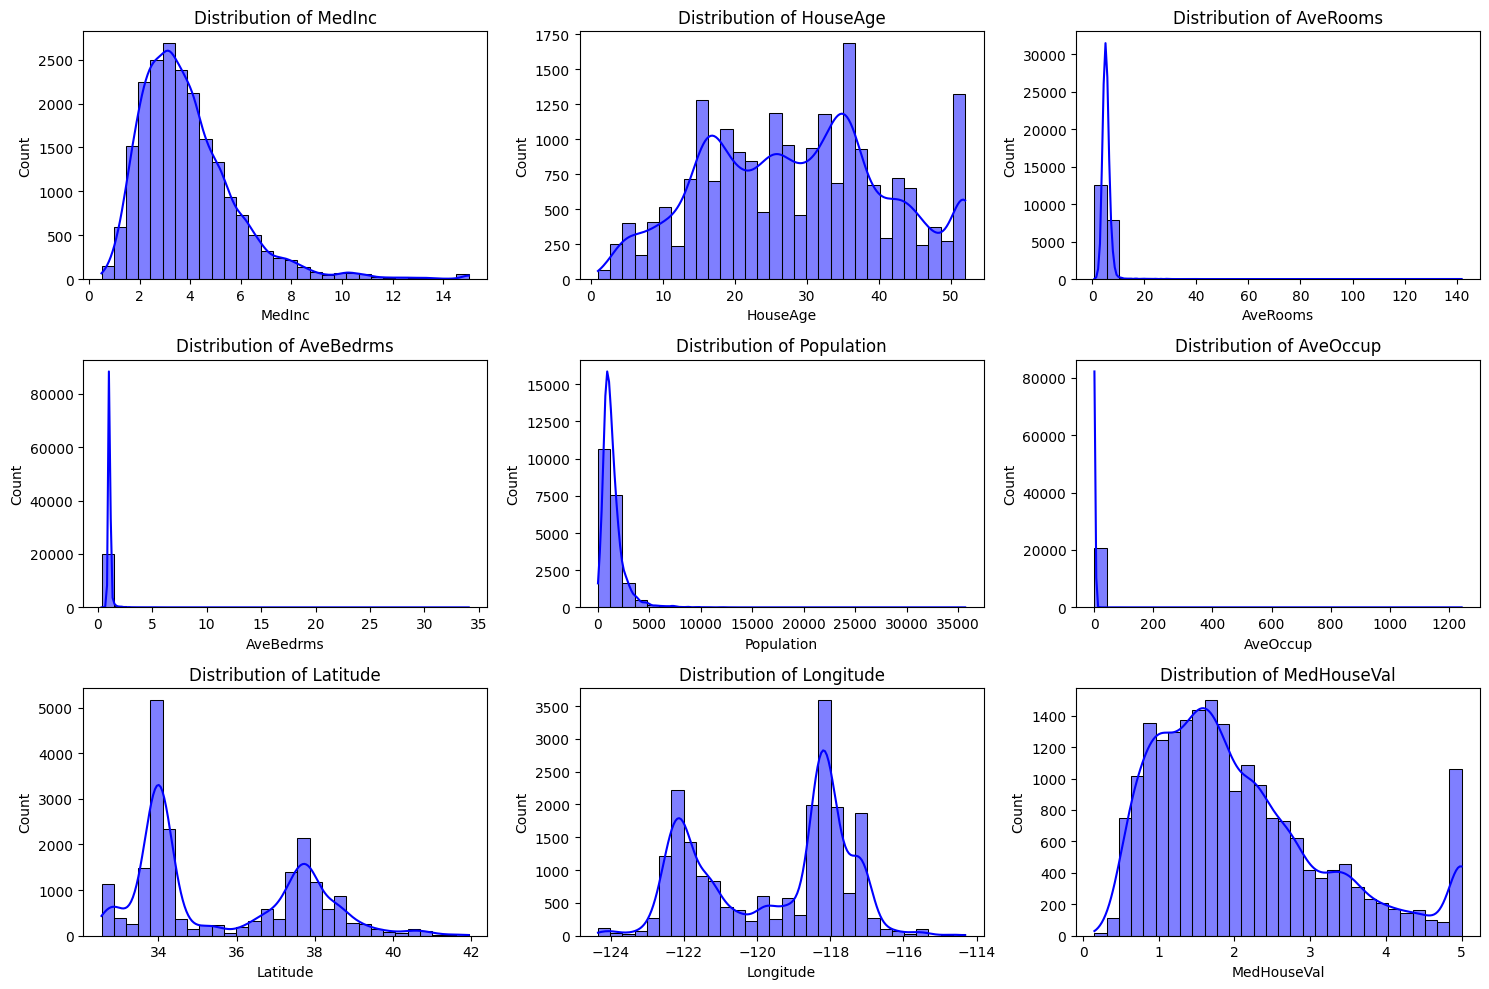 Distribution of MedInc
2500
2000
1500
1000
500
0
Count
0 2 4 6 8 10 12 14
MedInc
Distribution of HouseAge
1750
1500
1250
1000
750
500
250
0
Count
0 10 20 30 40 50
HouseAge
Distribution of AveRooms
30000
25000
20000
15000
10000
5000
0
Count
0 20 40 60 80 100 120 140
AveRooms
Distribution of AveBedrms
80000
60000
40000
20000
0
Count
0 5 10 15 20 25 30 35
AveBedrms
Distribution of Population
15000
12500
10000
7500
5000
2500
0
Count
0 5000 10000 15000 20000 25000 30000 35000
Population
Distribution of AveOccup
80000
60000
40000
20000
0
Count
0 200 400 600 800 1000 1200
AveOccup
Distribution of Latitude
5000
4000
3000
2000
1000
0
Count
34 36 38 40 42
Latitude
Distribution of Longitude
3500
3000
2500
2000
1500
1000
500
0
Count
−124 −122 −120 −118 −116 −114
Longitude
Distribution of MedHouseVal
1400
1200
1000
800
600
400
200
0
Count
0 1 2 3 4 5
MedHouseVal